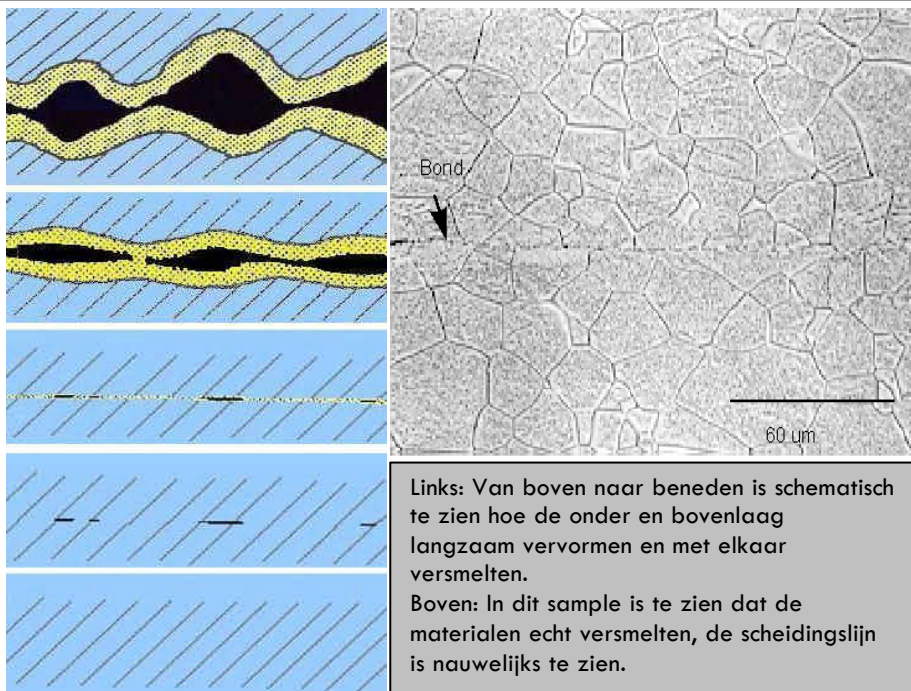 Bond
60 um
Links: Van boven naar beneden is schematisch
te zien hoe de onder en bovenlaag
langzaam vervormen en met elkaar
versmelten.
Boven: In dit sample is te zien dat de
materialen echt versmelten, de scheidingslijn
is nauwelijks te zien.